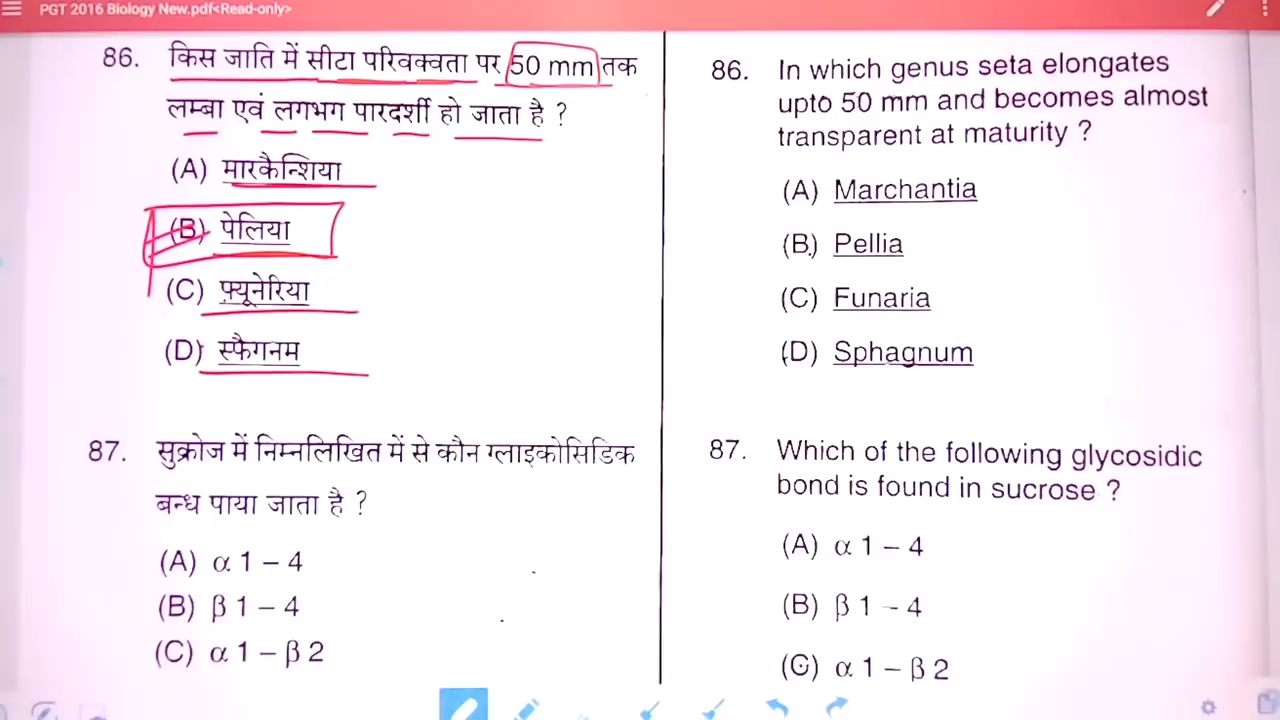 PGT 2016 Biology New.pdf<Read-only>
86. किस जाति में सीटा परिवक्वता पर 50 mm तक
लम्बा एवं लगभग पारदर्शी हो जाता है ?
(A) मारकैन्शिया
(B) पेलिया
(C) फ़्यूनेरिया
(D) स्फैगनम
87. सुक्रोज में निम्नलिखित में से कौन ग्लाइकोसिडिक
बन्ध पाया जाता है ?
(A) α 1 – 4
(B) β 1 – 4
(C) α 1 – β 2
86. In which genus seta elongates
upto 50 mm and becomes almost
transparent at maturity ?
(A) Marchantia
(B) Pellia
(C) Funaria
(D) Sphagnum
87. Which of the following glycosidic
bond is found in sucrose ?
(A) α 1 – 4
(B) β 1 – 4
(C) α 1 – β 2